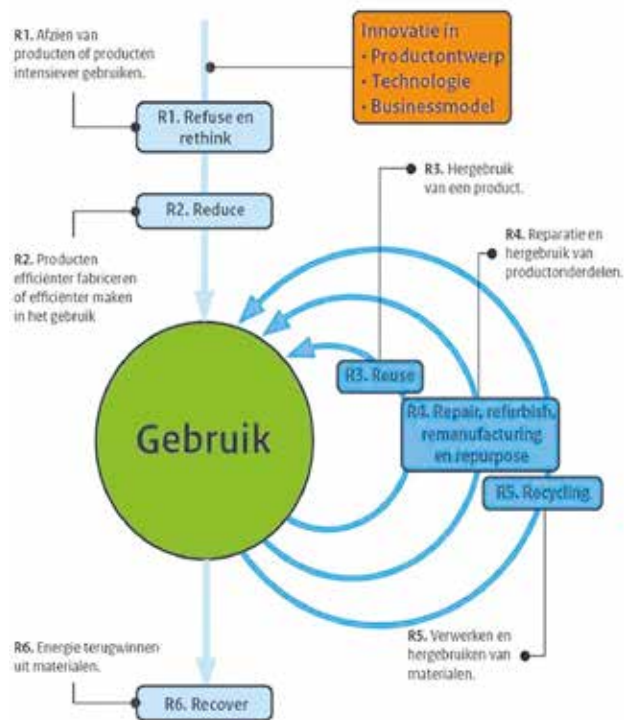 R1. Afzien van
producten of producten
intensiever gebruiken.
Innovatie in
• Productontwerp
• Technologie
• Businessmodel
R1. Refuse en
rethink
R2. Reduce
R3. Hergebruik
van een product.
R4. Reparatie en
hergebruik van
productonderdelen.
R2. Producten
efficiënter fabriceren
of efficiënter maken
in het gebruik
R3. Reuse
R4. Repair, refurbish,
remanufacturing
en repurpose
Gebruik
R5. Recycling
R5. Verwerken en
hergebruiken van
materialen.
R6. Energie terugwinnen
uit materialen.
R6. Recover